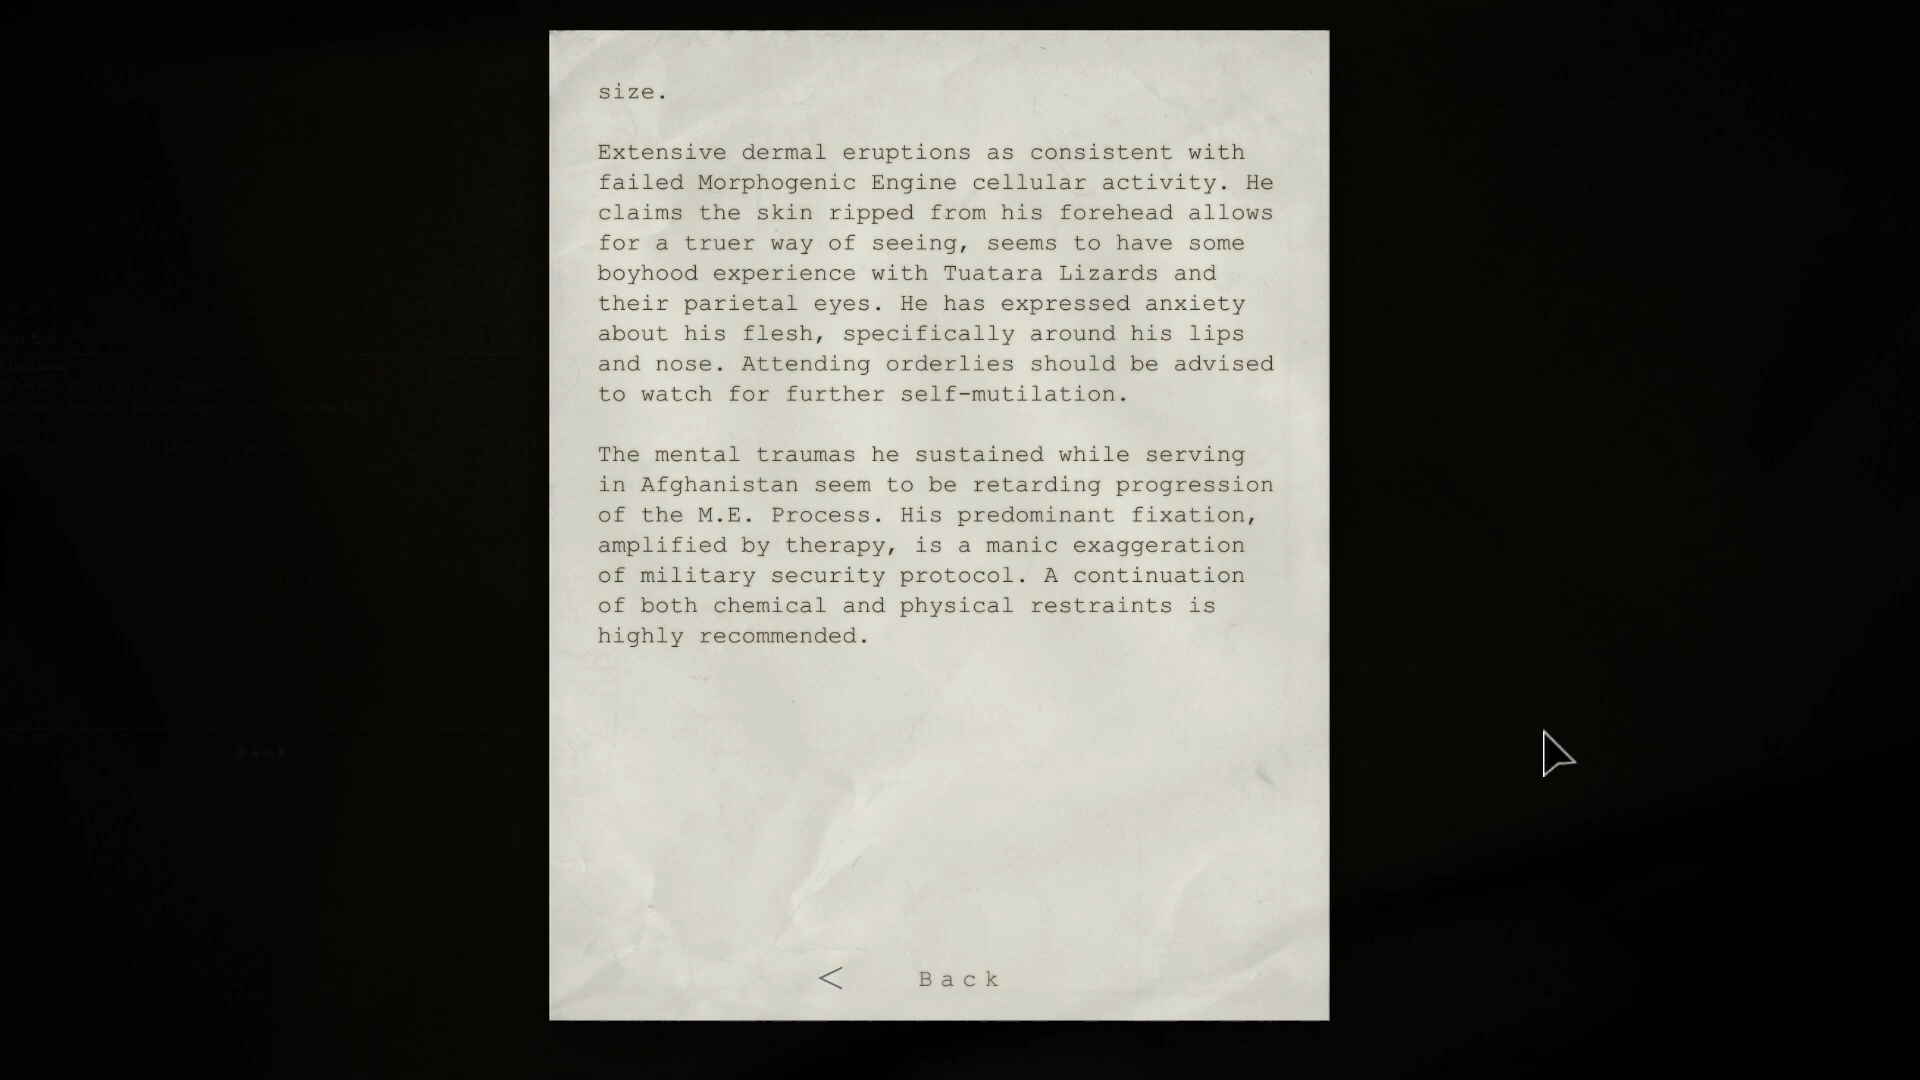 size.
Extensive dermal eruptions as consistent with
failed Morphogenic Engine cellular activity. He
claims the skin ripped from his forehead allows
for a truer way of seeing, seems to have some
boyhood experience with Tuatara Lizards and
their parietal eyes. He has expressed anxiety
about his flesh, specifically around his lips
and nose. Attending orderlies should be advised
to watch for further self-mutilation.
The mental traumas he sustained while serving
in Afghanistan seem to be retarding progression
of the M.E. Process. His predominant fixation,
amplified by therapy, is a manic exaggeration
of military security protocol. A continuation
of both chemical and physical restraints is
highly recommended.
Back
< Back